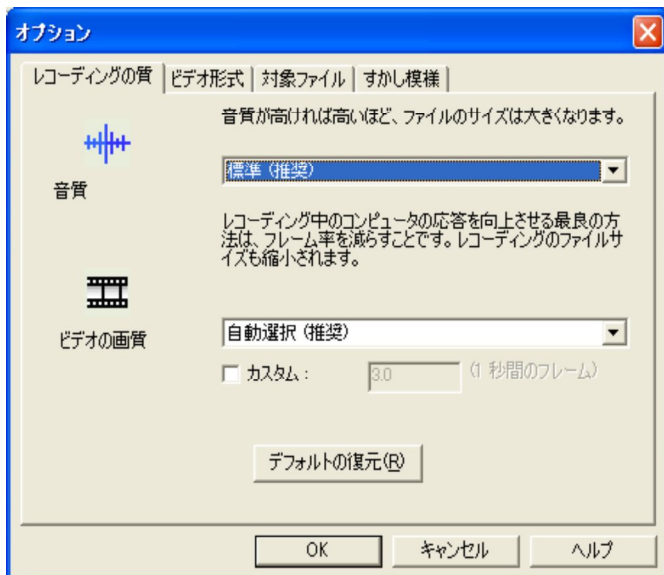 オプション
レコーディングの質
ビデオ形式
対象ファイル
すかし模様
音質が高ければ高いほど、ファイルのサイズは大きくなります。
標準 (推奨)
音質
レコーディング中のコンピュータの応答を向上させる最良の方
法は、フレーム率を減らすことです。レコーディングのファイルサ
イズも縮小されます。
ビデオの画質
自動選択 (推奨)
カスタム :
3.0
(1 秒間のフレーム)
デフォルトの復元(R)
OK
キャンセル
ヘルプ